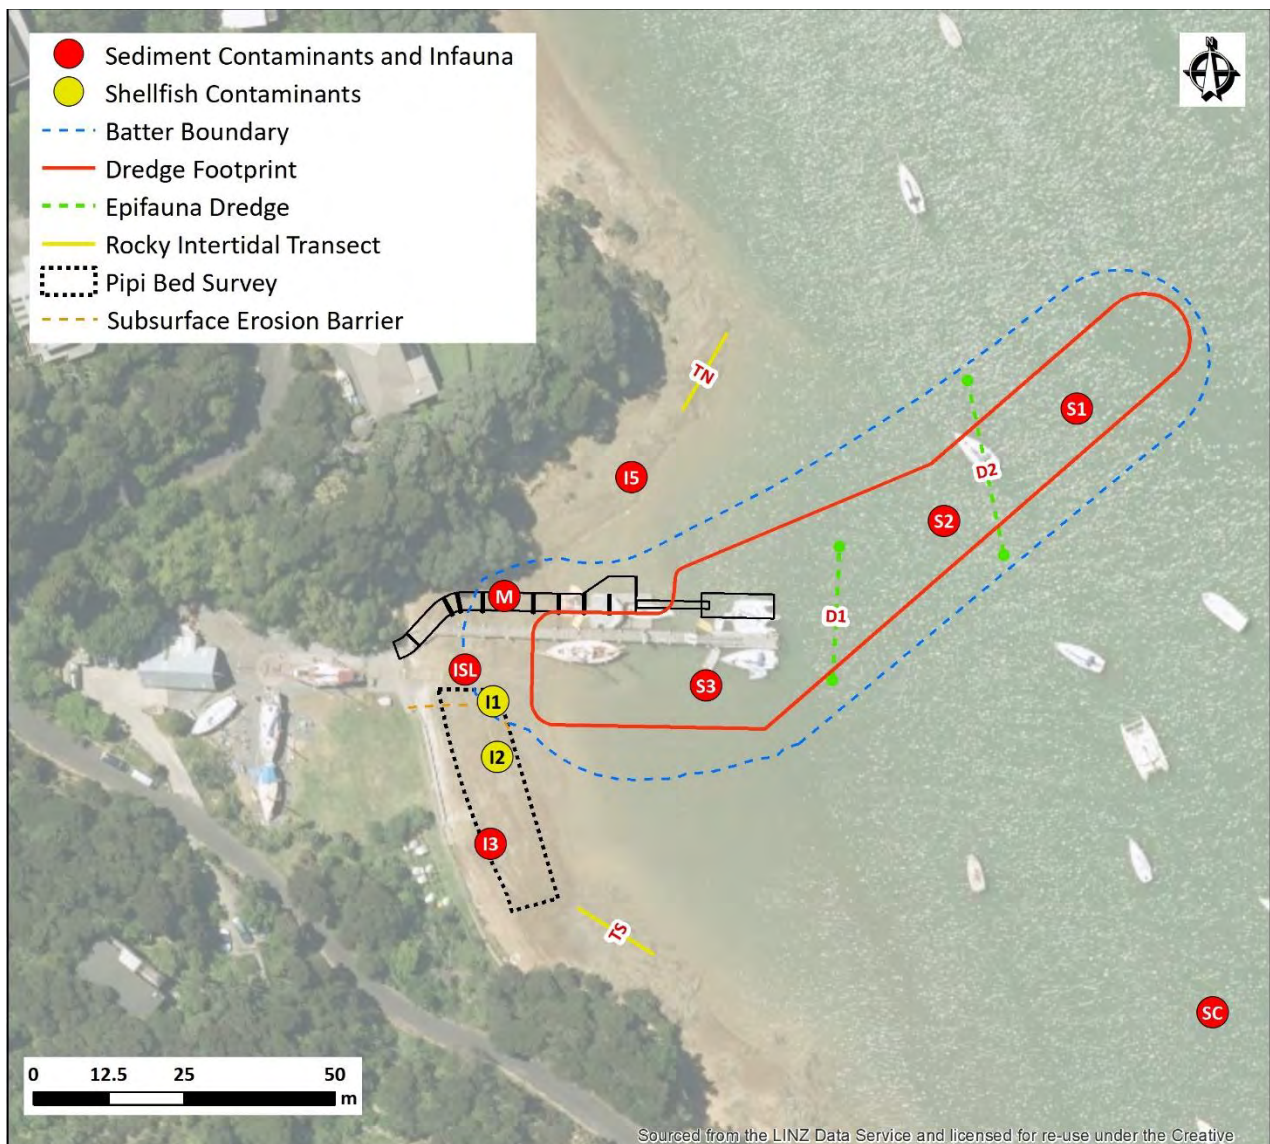 N
Sediment Contaminants and Infauna
Shellfish Contaminants
Batter Boundary
Dredge Footprint
Epifauna Dredge
Rocky Intertidal Transect
Pipi Bed Survey
Subsurface Erosion Barrier
TN
S1
I5
D2
S2
M
D1
ISL
S3
I1
I2
I3
TS
SC
0 12.5 25 50
m
Sourced from the LINZ Data Service and licensed for re-use under the Creative